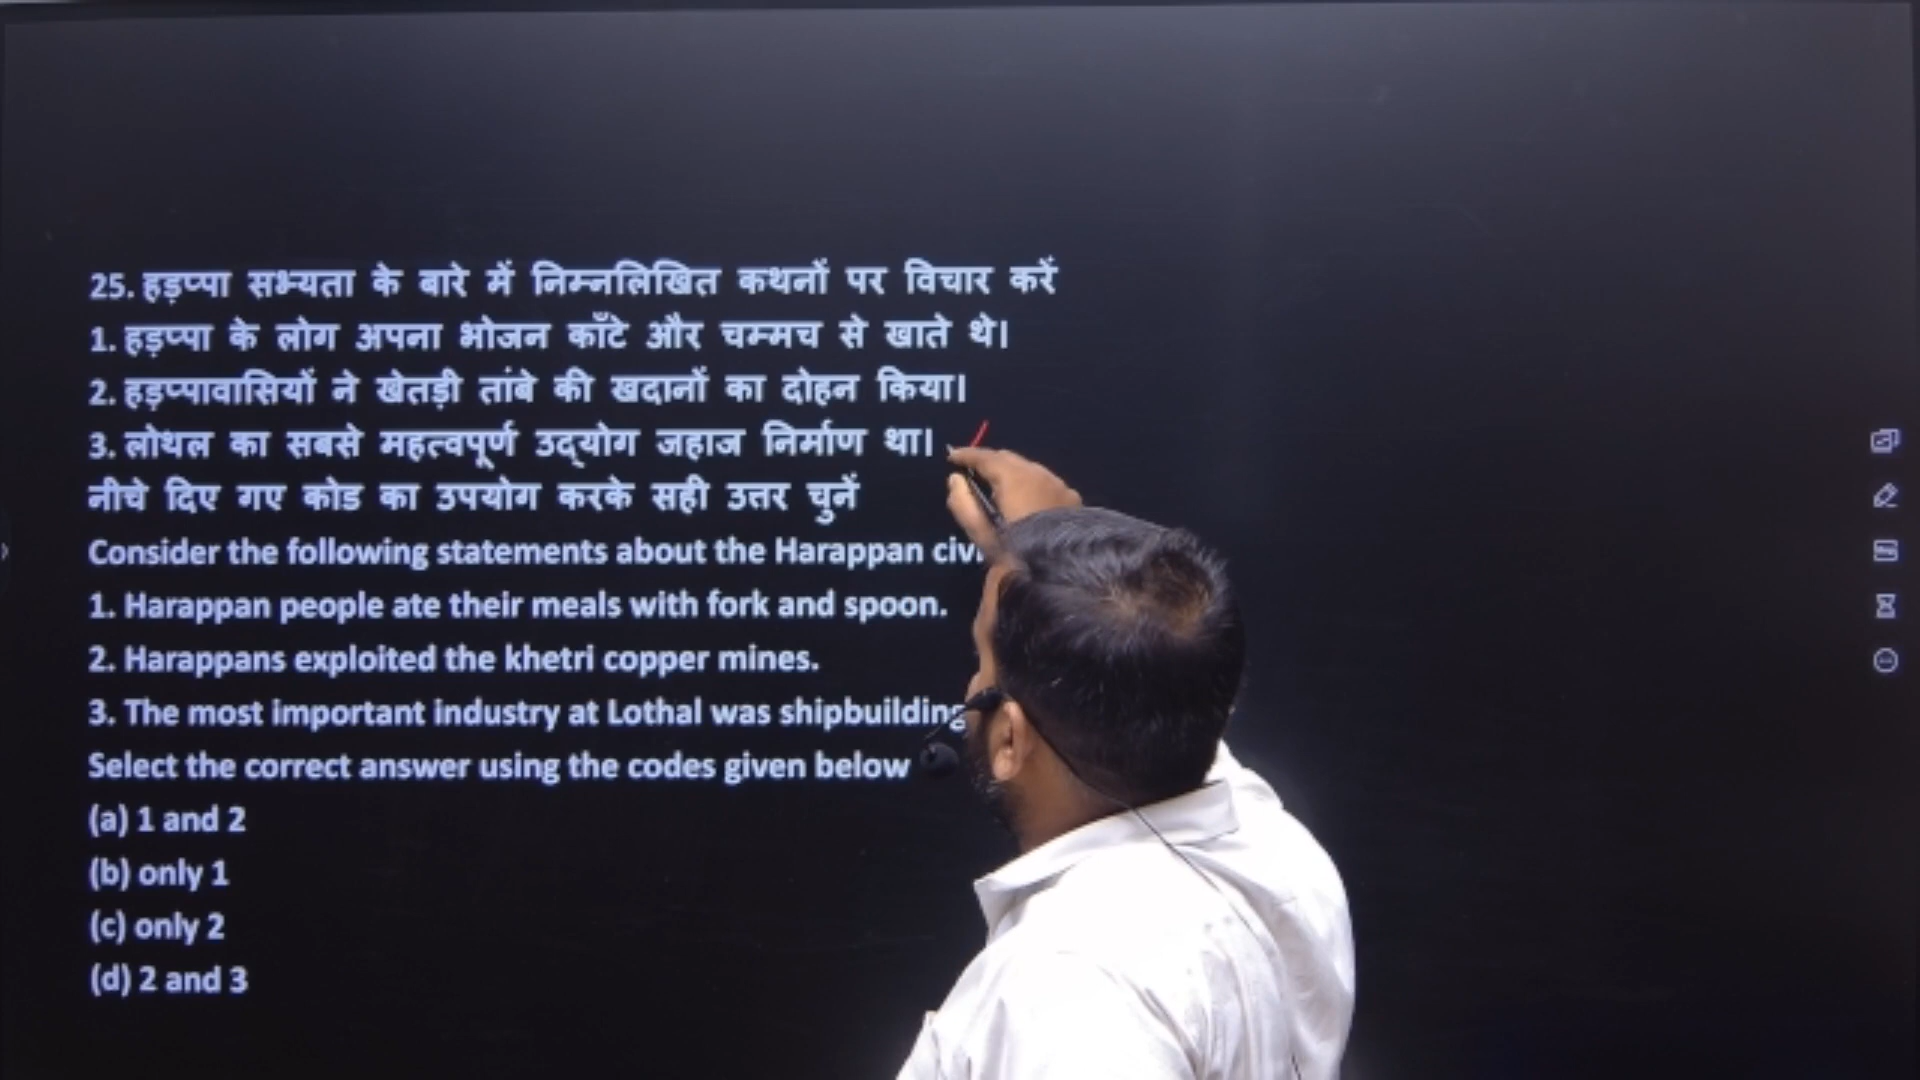 25. हड़प्पा सभ्यता के बारे में निम्नलिखित कथनों पर विचार करें
1. हड़प्पा के लोग अपना भोजन काँटे और चम्मच से खाते थे।
2. हड़प्पावासियों ने खेतड़ी तांबे की खदानों का दोहन किया।
3. लोथल का सबसे महत्वपूर्ण उद्योग जहाज निर्माण था।
नीचे दिए गए कोड का उपयोग करके सही उत्तर चुनें
Consider the following statements about the Harappan
1. Harappan people ate their meals with fork and spoon.
2. Harappans exploited the khetri copper mines.
3. The most important industry at Lothal was shipbuilding
Select the correct answer using the codes given below
(a) 1 and 2
(b) only 1
(c) only 2
(d) 2 and 3